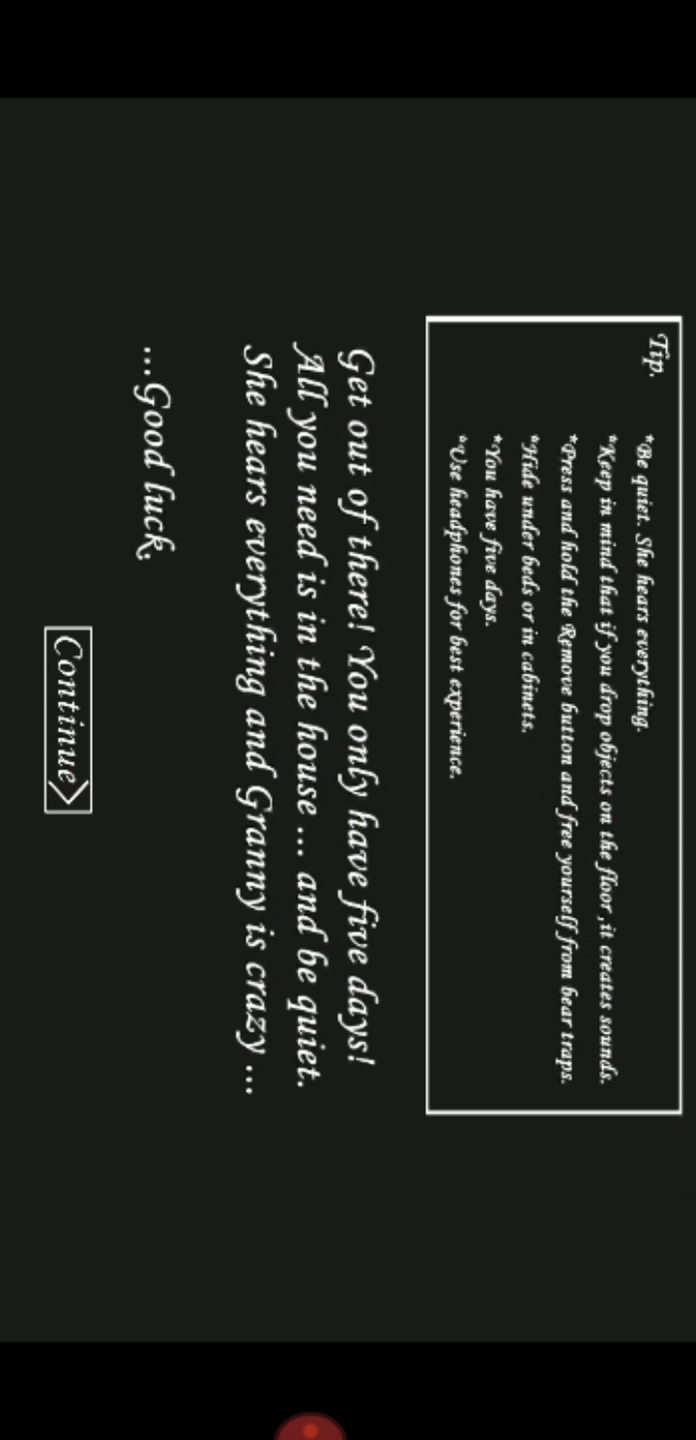 Tip.
*Be quiet. She hears everything.
*Keep in mind that if you drop objects on the floor ,it creates sounds.
*Press and hold the Remove button and free yourself from bear traps.
*Hide under beds or in cabinets.
*You have five days.
*Use headphones for best experience.
Get out of there! You only have five days!
All you need is in the house ... and be quiet.
She hears everything and Granny is crazy ...
...Good luck.
Continue>